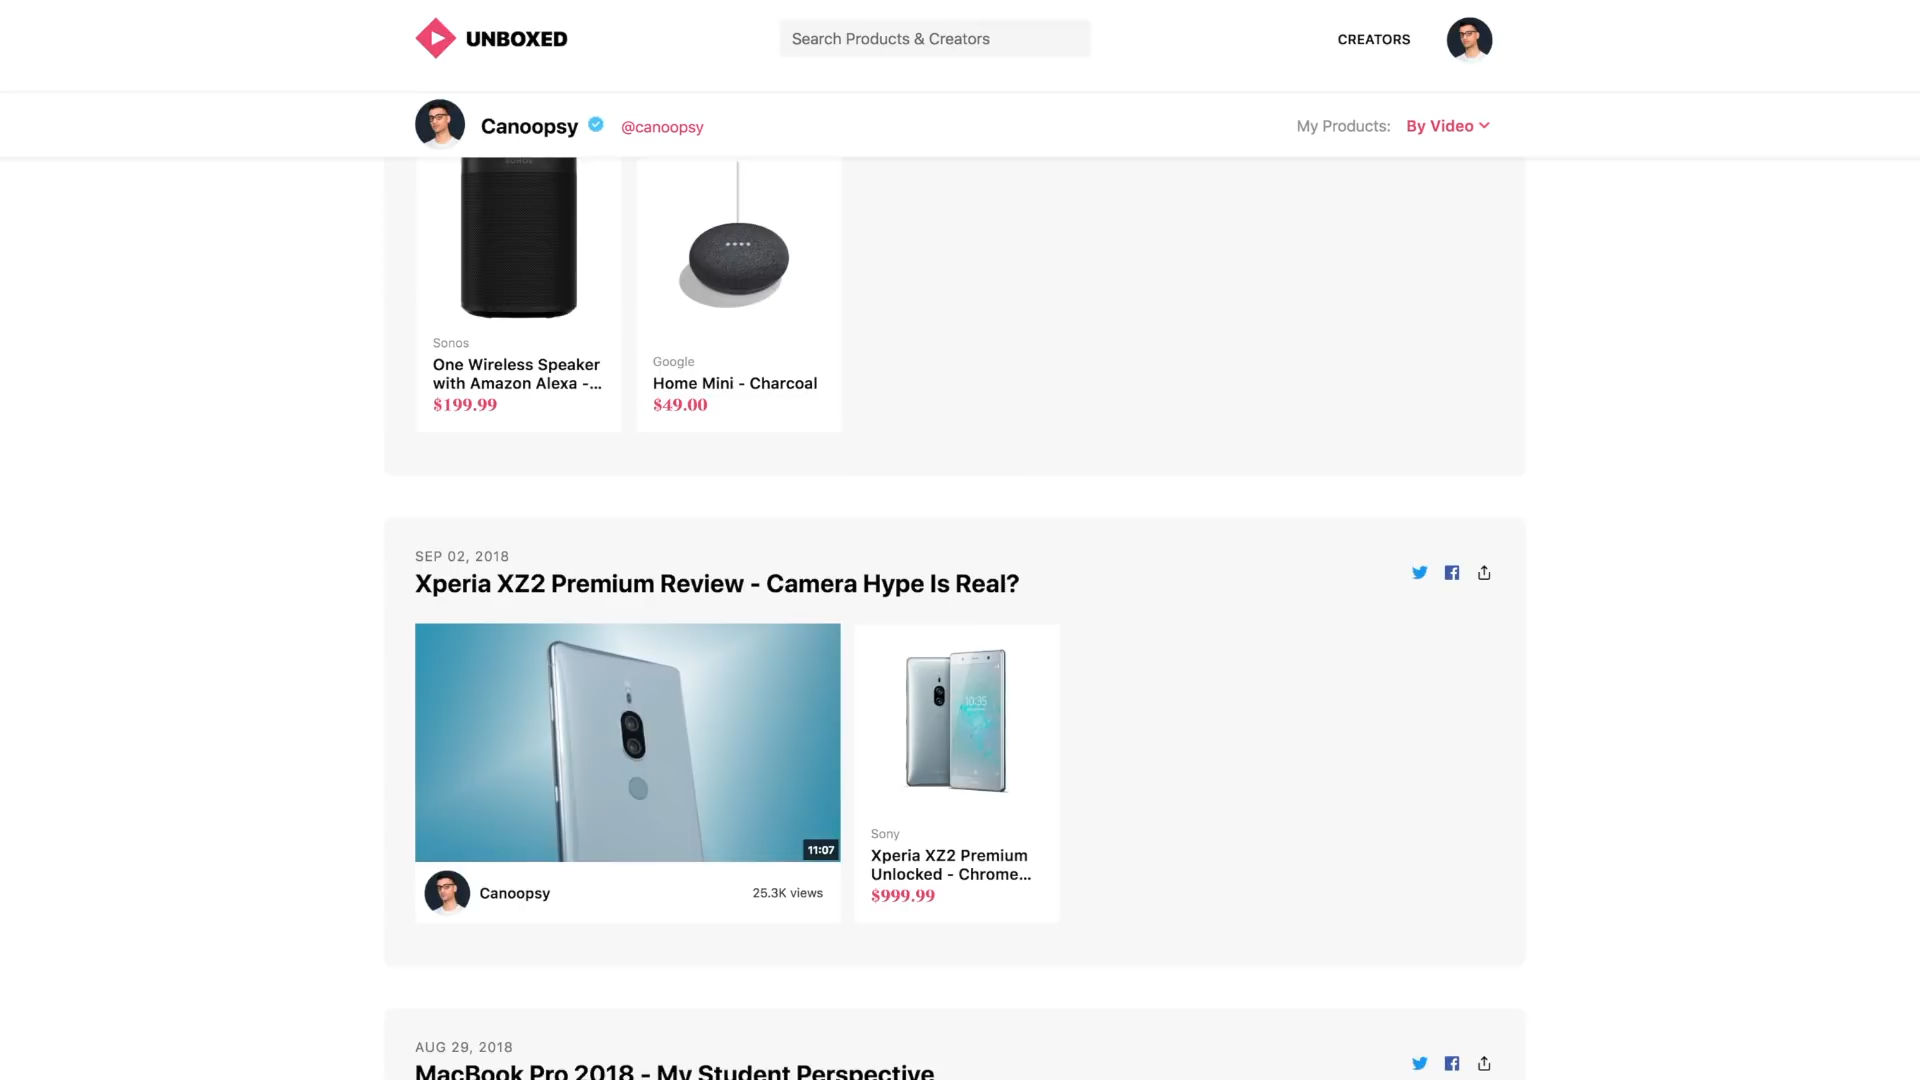 UNBOXED
Search Products & Creators
CREATORS
Canoopsy
@canoopsy
My Products:
By Video
SONOS
Sonos
One Wireless Speaker
with Amazon Alexa -...
$199.99
Google
Home Mini - Charcoal
$49.00
SEP 02, 2018
Xperia XZ2 Premium Review - Camera Hype Is Real?
11:07
Canoopsy
25.3K views
10:35
Sony
Xperia XZ2 Premium
Unlocked - Chrome...
$999.99
AUG 29, 2018
MacBook Pro 2018 - My Student Perspective